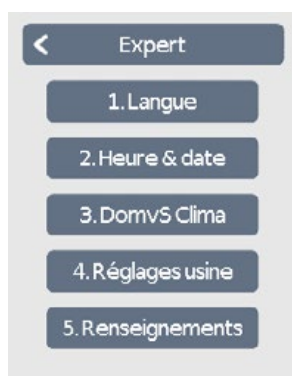 Expert
1. Langue
2. Heure & date
3. DomvS Clima
4. Réglages usine
5. Renseignements